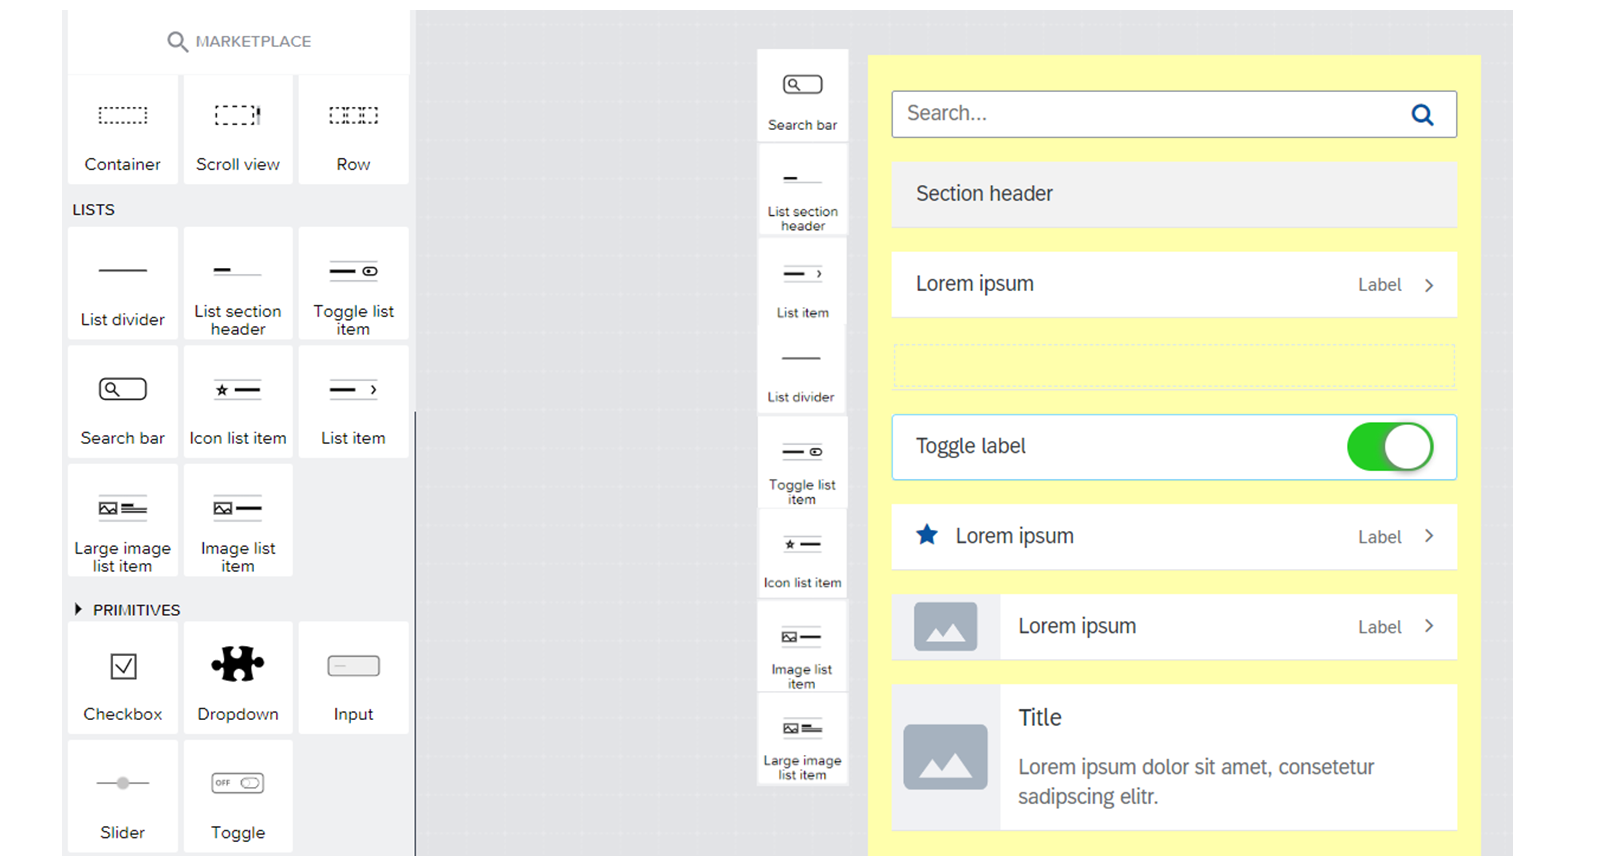 MARKETPLACE
Container
Scroll view
Row
LISTS
List divider
List section
header
Toggle list
item
Search bar
Icon list item
List item
Large image
list item
Image list
item
PRIMITIVES
Checkbox
Dropdown
Input
OFF
Slider
Toggle
Search bar
List section
header
List item
List divider
Toggle list
item
Icon list item
Image list
item
Large image
list item
Search...
Section header
Lorem ipsum Label
Toggle label
Lorem ipsum Label
Lorem ipsum Label
Title
Lorem ipsum dolor sit amet, consetetur
sadipscing elitr.